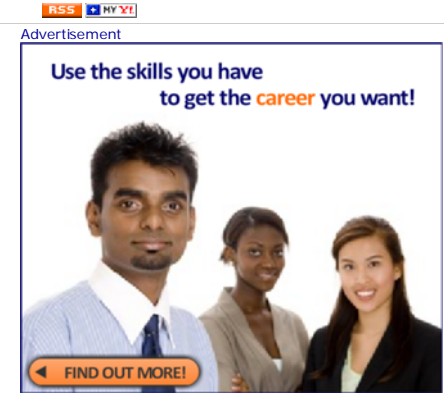 RSS + MY Y!
Advertisement
Use the skills you have
to get the career you want!
FIND OUT MORE!